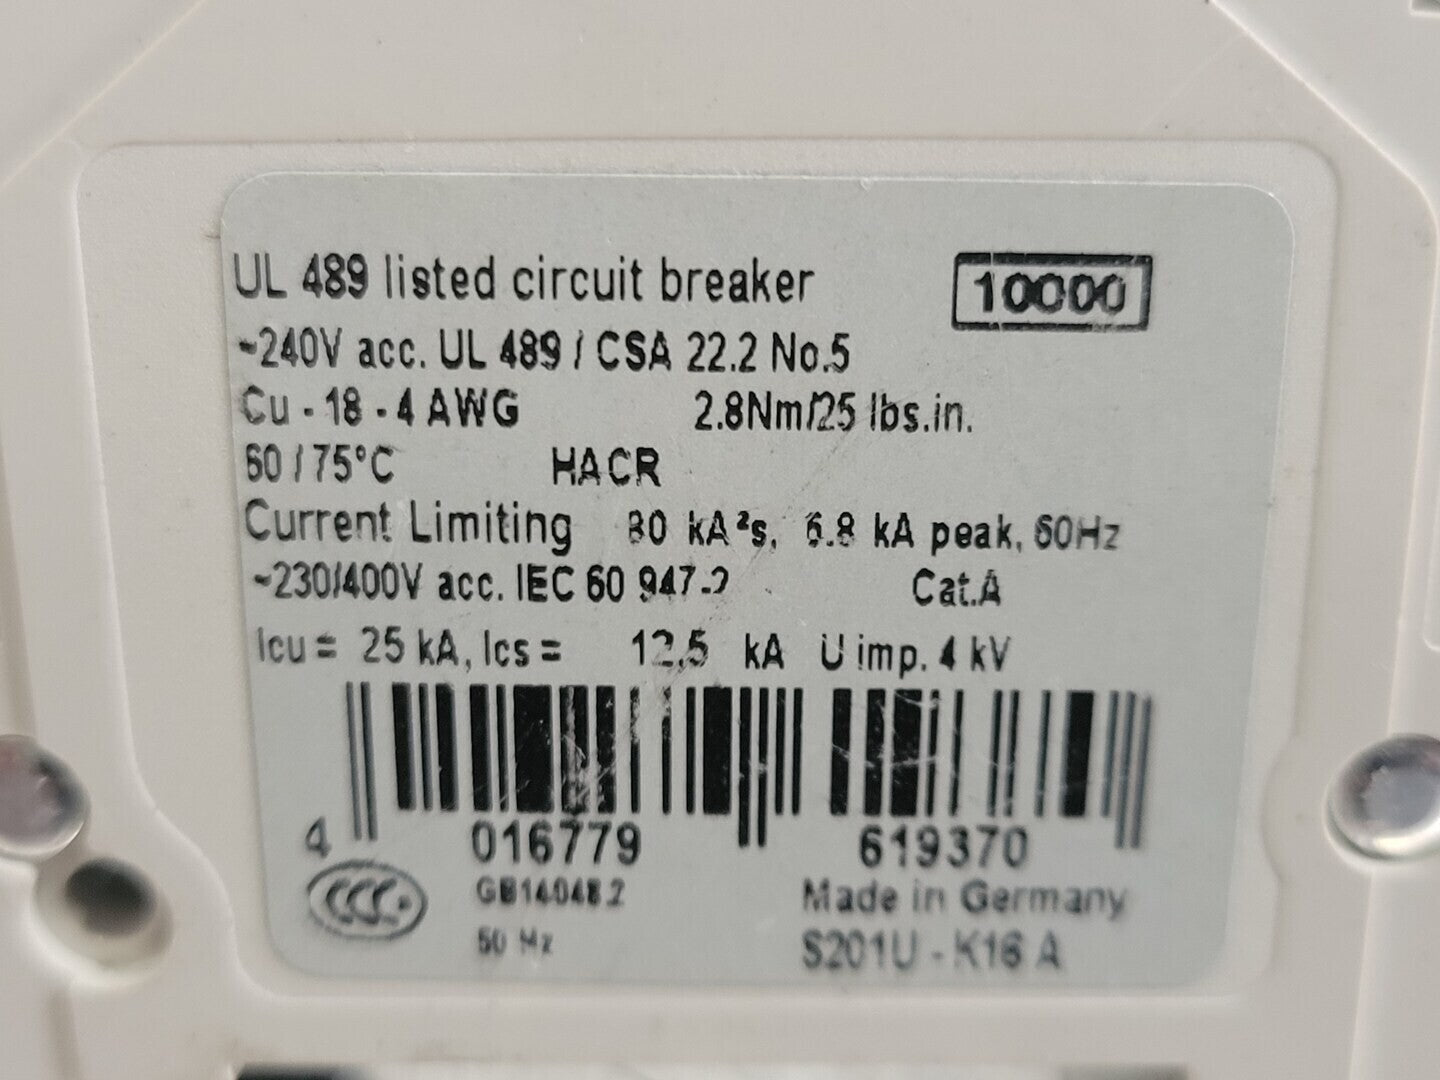 UL 489 listed circuit breaker 10000
~240V acc. UL 489 / CSA 22.2 No.5
Cu - 18 - 4 AWG 2.8Nm/25 lbs.in.
60 / 75°C HACR
Current Limiting 80 kA²s, 6.8 kA peak, 60Hz
~230/400V acc. IEC 60 947-2 Cat.A
Icu = 25 kA, Ics = 12,5 kA U imp. 4 kV
4 016779 619370
CCC GB14048.2 Made in Germany
50 Hz S201U - K16 A